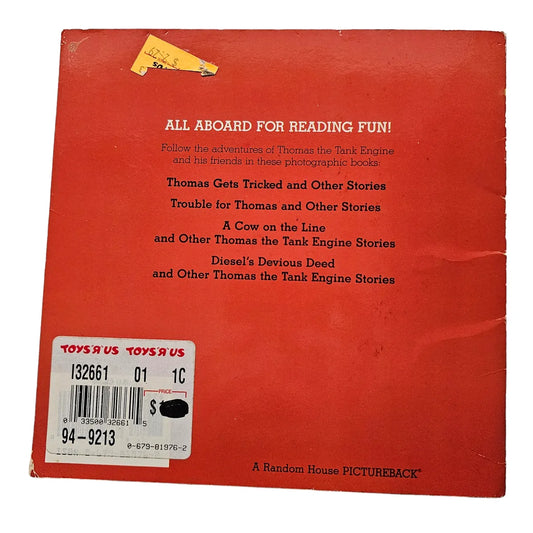 $ 2.29
ALL ABOARD FOR READING FUN!
Follow the adventures of Thomas the Tank Engine
and his friends in these photographic books:
Thomas Gets Tricked and Other Stories
Trouble for Thomas and Other Stories
A Cow on the Line
and Other Thomas the Tank Engine Stories
Diesel's Devious Deed
and Other Thomas the Tank Engine Stories
TOYS"R"US TOYS"R"US
I32661 01 1C
PRICE
$
0 33500 32661 5
94-9213 0-679-81976-2
A Random House PICTUREBACK®